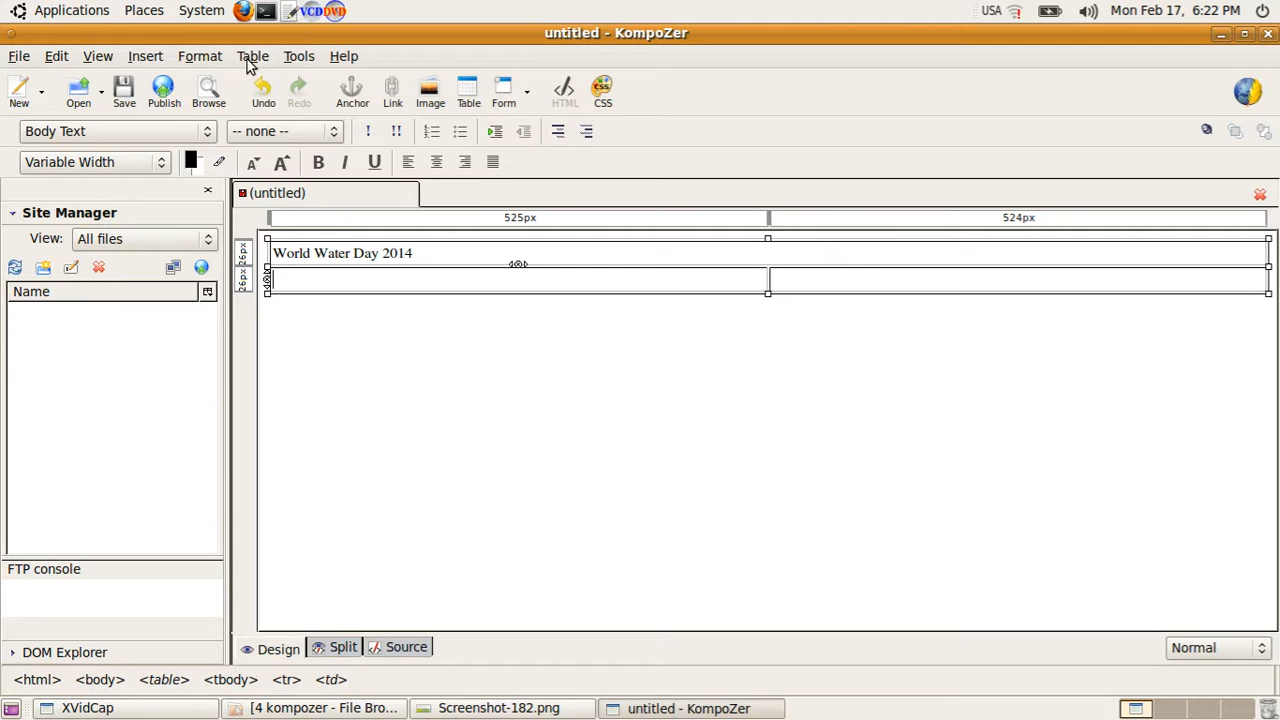 Applications Places System VCD DVD USA Mon Feb 17, 6:22 PM
untitled - KompoZer
File Edit View Insert Format Table Tools Help
New Open Save Publish Browse Undo Redo Anchor Link Image Table Form HTML CSS
Body Text -- none -- ! !!
Variable Width A A B I U
(untitled)
Site Manager
525px 524px
View: All files
26px World Water Day 2014
26px
Name
FTP console
DOM Explorer
Design Split Source Normal
<html> <body> <table> <tbody> <tr> <td>
XVidCap [4 kompozer - File Bro... Screenshot-182.png untitled - KompoZer